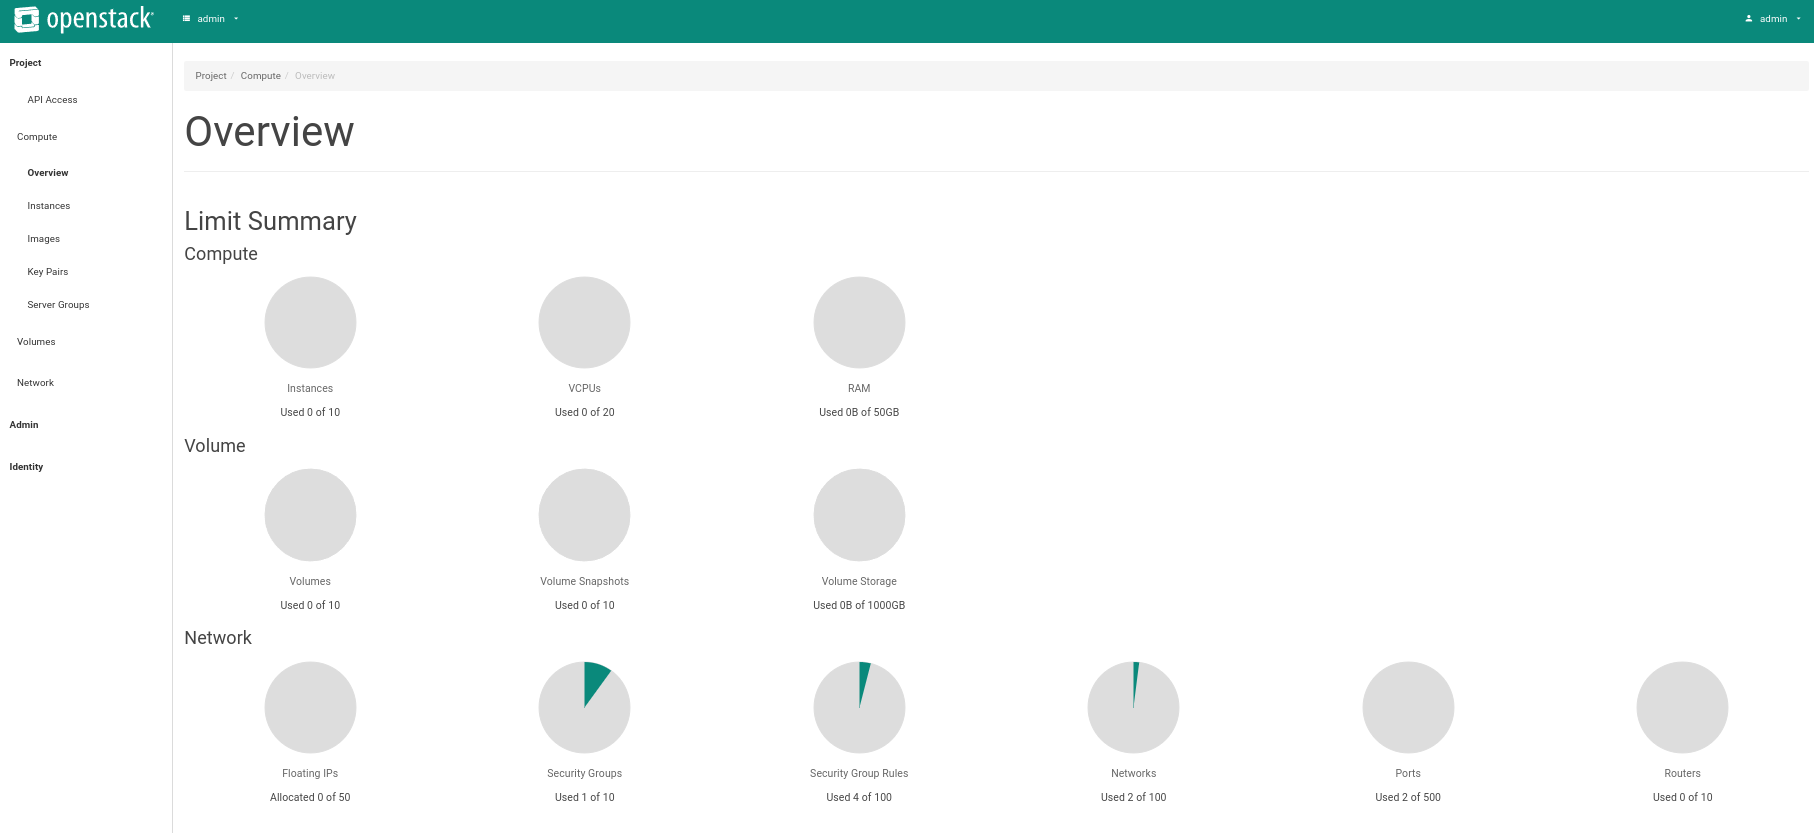 openstack.
admin
admin
Project
API Access
Compute
Overview
Instances
Images
Key Pairs
Server Groups
Volumes
Network
Admin
Identity
Project / Compute / Overview
Overview
Limit Summary
Compute
Instances
Used 0 of 10
VCPUs
Used 0 of 20
RAM
Used 0B of 50GB
Volume
Volumes
Used 0 of 10
Volume Snapshots
Used 0 of 10
Volume Storage
Used 0B of 1000GB
Network
Floating IPs
Allocated 0 of 50
Security Groups
Used 1 of 10
Security Group Rules
Used 4 of 100
Networks
Used 2 of 100
Ports
Used 2 of 500
Routers
Used 0 of 10